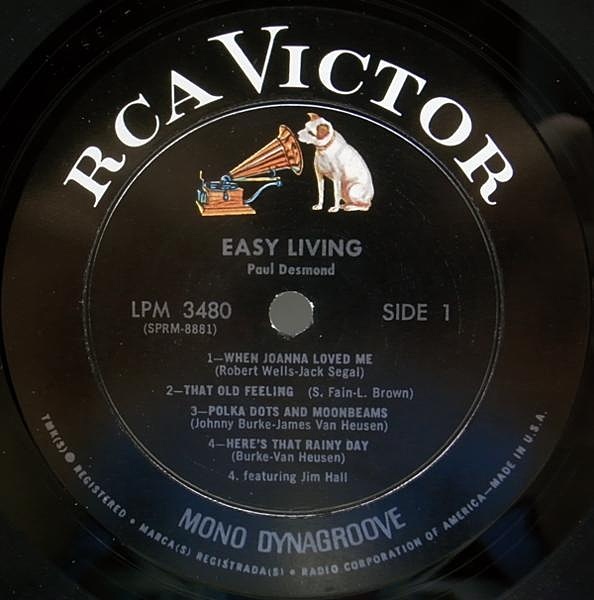 RCA VICTOR
EASY LIVING
Paul Desmond
LPM 3480
(SPRM-8881)
SIDE 1
1—WHEN JOANNA LOVED ME
(Robert Wells-Jack Segal)
2—THAT OLD FEELING (S. Fain-L. Brown)
3—POLKA DOTS AND MOONBEAMS
(Johnny Burke-James Van Heusen)
4—HERE'S THAT RAINY DAY
(Burke-Van Heusen)
4. featuring Jim Hall
MONO DYNAGROOVE
TMK(S) ® REGISTERED • MARCA(S) REGISTRADA(S) • RADIO CORPORATION OF AMERICA—MADE IN U.S.A.